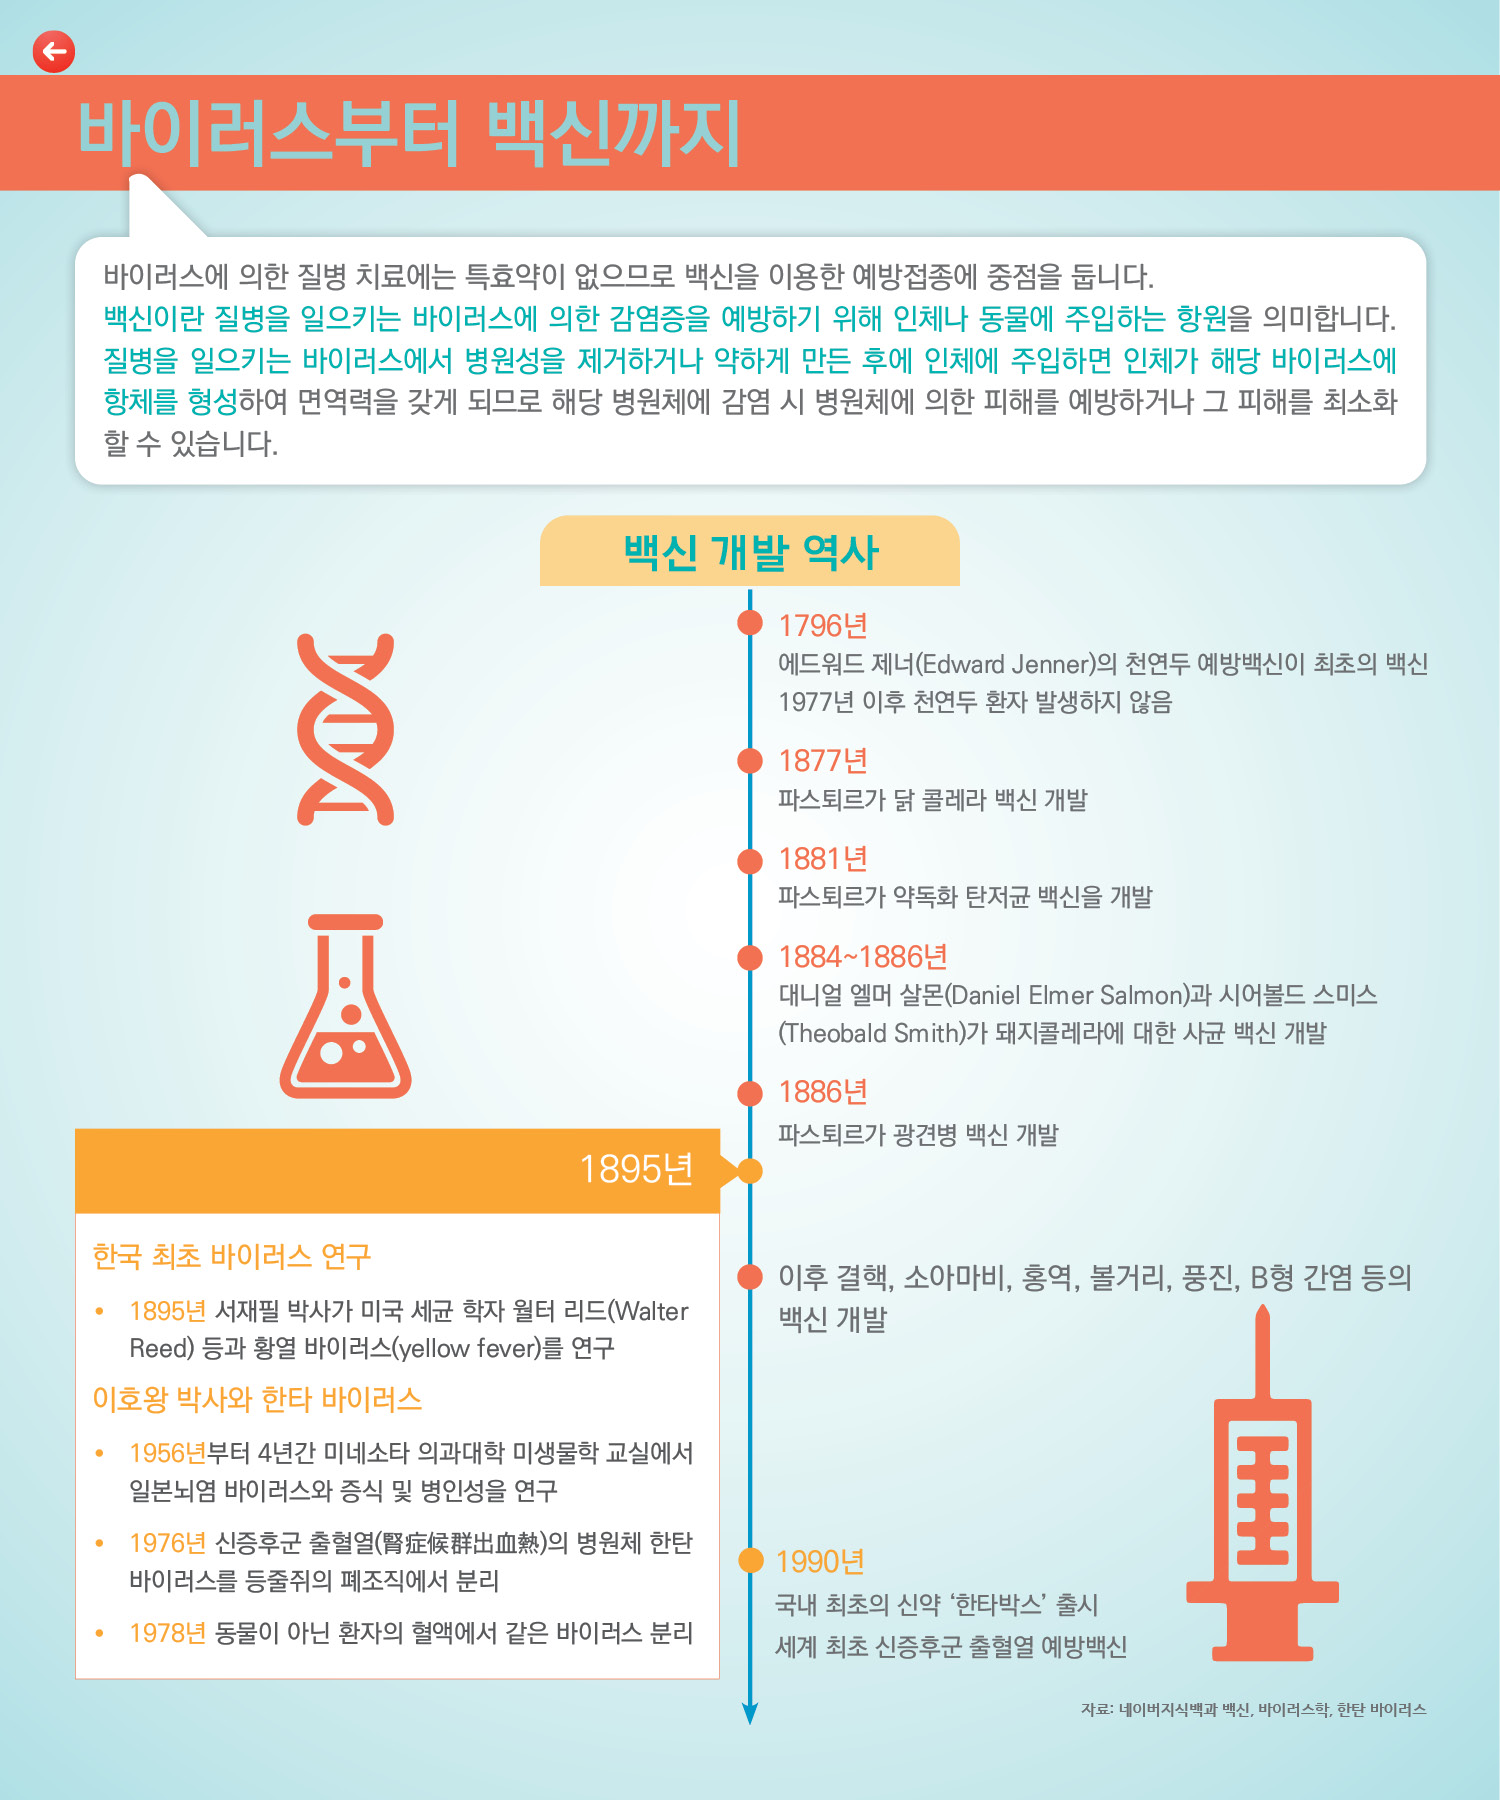 바이러스부터 백신까지
바이러스에 의한 질병 치료에는 특효약이 없으므로 백신을 이용한 예방접종에 중점을 둡니다.
백신이란 질병을 일으키는 바이러스에 의한 감염증을 예방하기 위해 인체나 동물에 주입하는 항원을 의미합니다.
질병을 일으키는 바이러스에서 병원성을 제거하거나 약하게 만든 후에 인체에 주입하면 인체가 해당 바이러스에
항체를 형성하여 면역력을 갖게 되므로 해당 병원체에 감염 시 병원체에 의한 피해를 예방하거나 그 피해를 최소화
할 수 있습니다.
백신 개발 역사
1796년
에드워드 제너(Edward Jenner)의 천연두 예방백신이 최초의 백신
1977년 이후 천연두 환자 발생하지 않음
1877년
파스퇴르가 닭 콜레라 백신 개발
1881년
파스퇴르가 약독화 탄저균 백신을 개발
1884~1886년
대니얼 엘머 살몬(Daniel Elmer Salmon)과 시어볼드 스미스
(Theobald Smith)가 돼지콜레라에 대한 사균 백신 개발
1886년
파스퇴르가 광견병 백신 개발
1895년
한국 최초 바이러스 연구
• 1895년 서재필 박사가 미국 세균 학자 월터 리드(Walter
Reed) 등과 황열 바이러스(yellow fever)를 연구
이호왕 박사와 한타 바이러스
• 1956년부터 4년간 미네소타 의과대학 미생물학 교실에서
일본뇌염 바이러스와 증식 및 병인성을 연구
• 1976년 신증후군 출혈열(腎症候群出血熱)의 병원체 한탄
바이러스를 등줄쥐의 폐조직에서 분리
• 1978년 동물이 아닌 환자의 혈액에서 같은 바이러스 분리
이후 결핵, 소아마비, 홍역, 볼거리, 풍진, B형 간염 등의
백신 개발
1990년
국내 최초의 신약 ‘한타박스’ 출시
세계 최초 신증후군 출혈열 예방백신
자료: 네이버지식백과 백신, 바이러스학, 한탄 바이러스